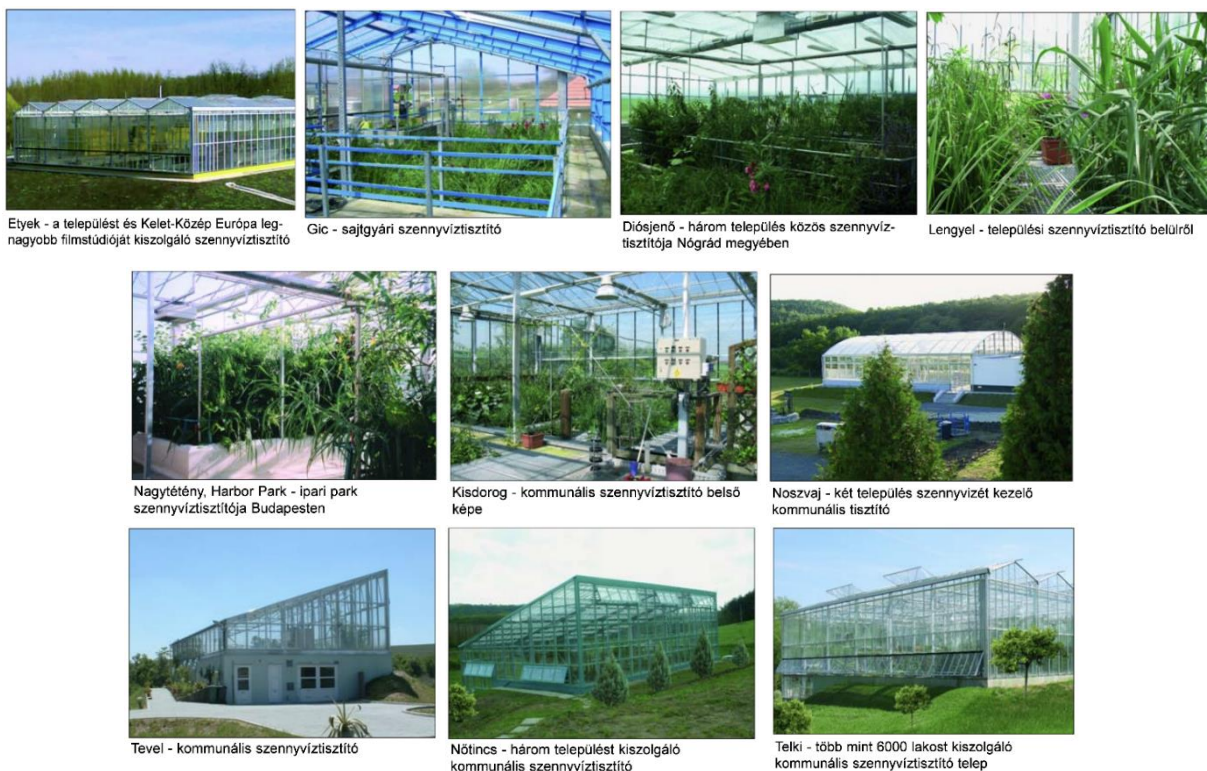 Etyek - a települést és Kelet-Közép Európa leg-
nagyobb filmstúdióját kiszolgáló szennyvíztisztító
Gic - sajtgyári szennyvíztisztító
Diósjenő - három település közös szennyvíz-
tisztítója Nógrád megyében
Lengyel - települési szennyvíztisztító belülről
Nagytétény, Harbor Park - ipari park
szennyvíztisztítója Budapesten
Kisdorog - kommunális szennyvíztisztító belső
képe
Noszvaj - két település szennyvizét kezelő
kommunális tisztító
Tevel - kommunális szennyvíztisztító
Nőtincs - három települést kiszolgáló
kommunális szennyvíztisztító
Telki - több mint 6000 lakost kiszolgáló
kommunális szennyvíztisztító telep